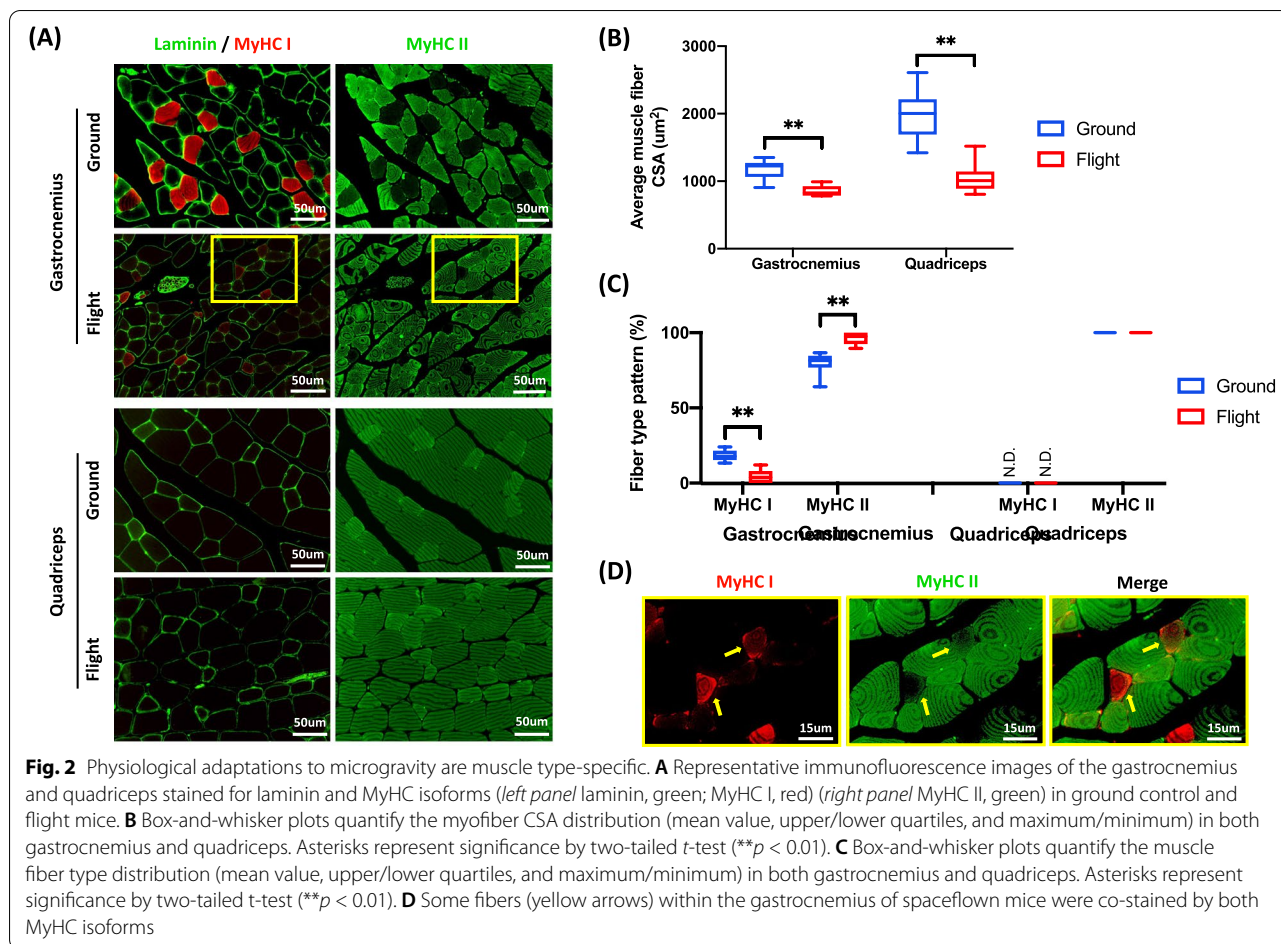 (A)
Laminin / MyHC I
MyHC II
Gastrocnemius
Ground
50um
50um
Flight
50um
50um
Quadriceps
Ground
50um
50um
Flight
50um
50um
(B)
Average muscle fiber
CSA (um²)
3000
2000
1000
0
**
**
Gastrocnemius
Quadriceps
Ground
Flight
(C)
Fiber type pattern (%)
100
50
0
**
**
N.D.
N.D.
MyHC I
MyHC II
MyHC I
MyHC II
Gastrocnemius
Gastrocnemius
Quadriceps
Quadriceps
Ground
Flight
(D)
MyHC I
MyHC II
Merge
15um
15um
15um
Fig. 2 Physiological adaptations to microgravity are muscle type-specific. A Representative immunofluorescence images of the gastrocnemius
and quadriceps stained for laminin and MyHC isoforms (left panel laminin, green; MyHC I, red) (right panel MyHC II, green) in ground control and
flight mice. B Box-and-whisker plots quantify the myofiber CSA distribution (mean value, upper/lower quartiles, and maximum/minimum) in both
gastrocnemius and quadriceps. Asterisks represent significance by two-tailed t-test (**p < 0.01). C Box-and-whisker plots quantify the muscle
fiber type distribution (mean value, upper/lower quartiles, and maximum/minimum) in both gastrocnemius and quadriceps. Asterisks represent
significance by two-tailed t-test (**p < 0.01). D Some fibers (yellow arrows) within the gastrocnemius of spaceflown mice were co-stained by both
MyHC isoforms